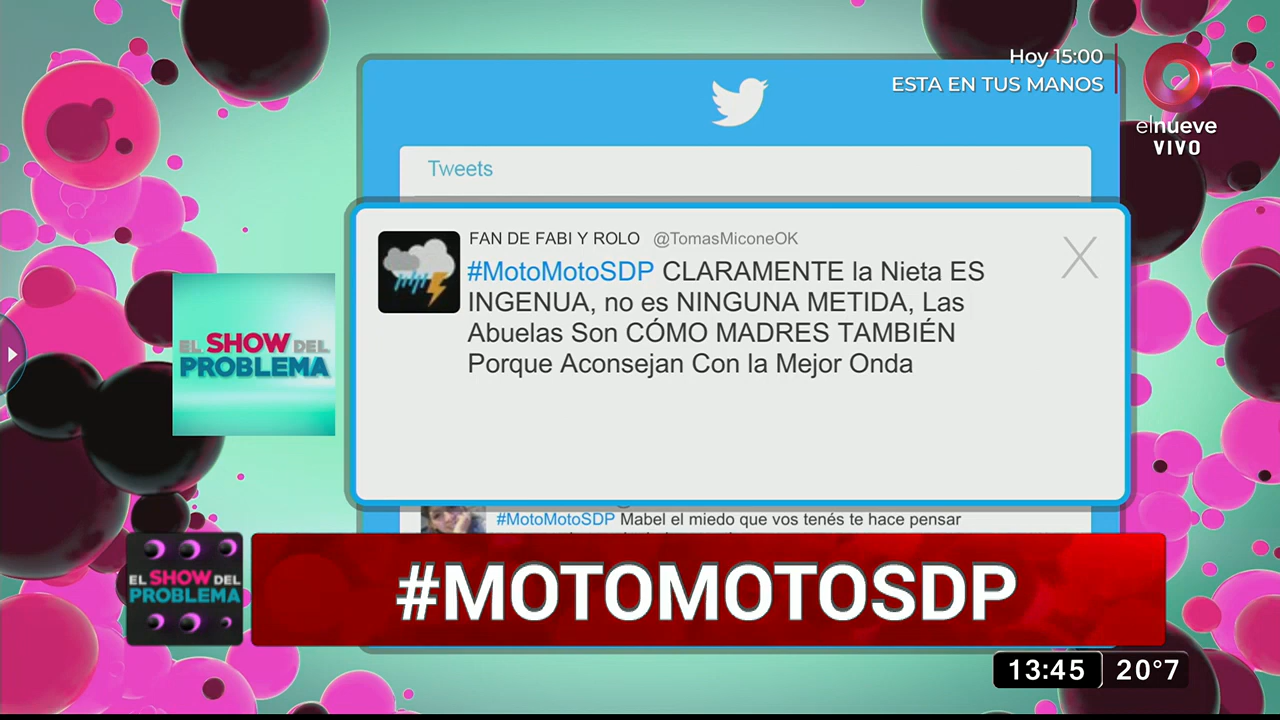 Hoy 15:00
ESTA EN TUS MANOS
elnueve
VIVO
Tweets
FAN DE FABI Y ROLO @TomasMiconeOK
#MotoMotoSDP CLARAMENTE la Nieta ES
INGENUA, no es NINGUNA METIDA, Las
Abuelas Son CÓMO MADRES TAMBIÉN
Porque Aconsejan Con la Mejor Onda
X
EL SHOW DEL
PROBLEMA
#MotoMotoSDP Mabel el miedo que vos tenés te hace pensar
EL SHOW DEL
PROBLEMA
#MOTOMOTOSDP
13:45 20°7